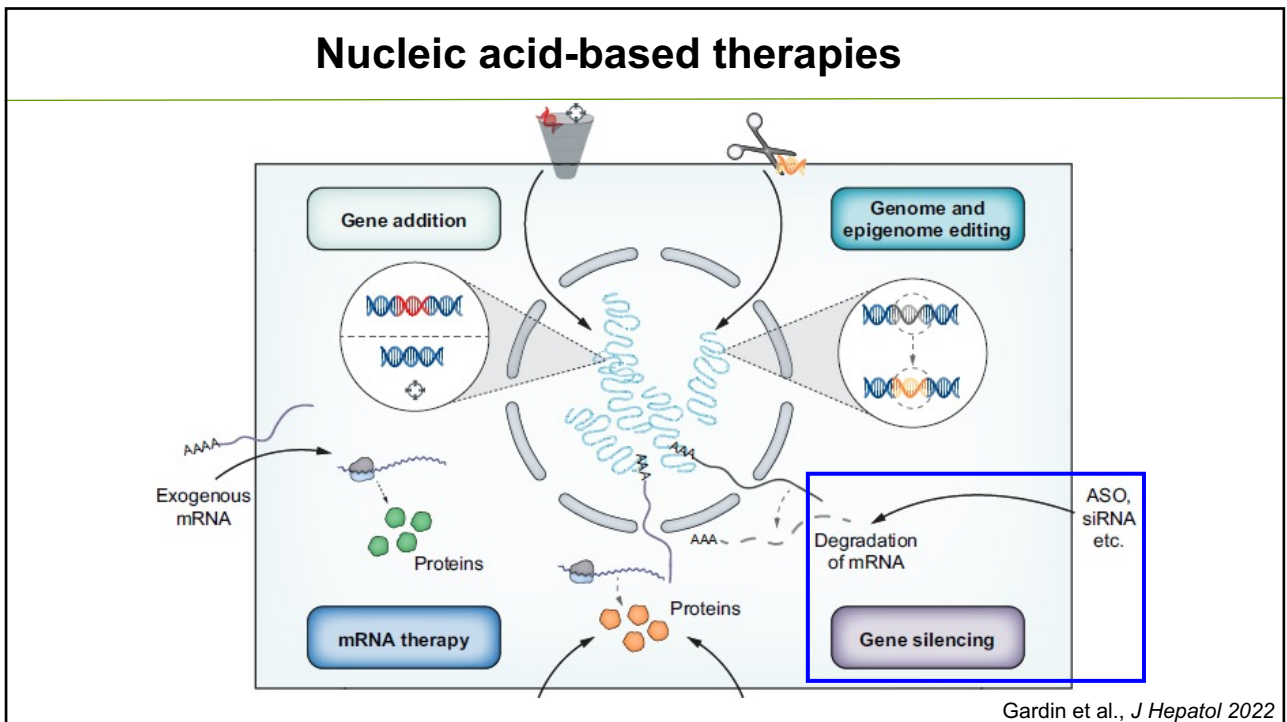 Nucleic acid-based therapies
Gene addition
Genome and
epigenome editing
AAAA
Exogenous
mRNA
Proteins
AAA
AAA
AAA
Degradation
of mRNA
ASO,
siRNA
etc.
Proteins
mRNA therapy
Gene silencing
Gardin et al., J Hepatol 2022